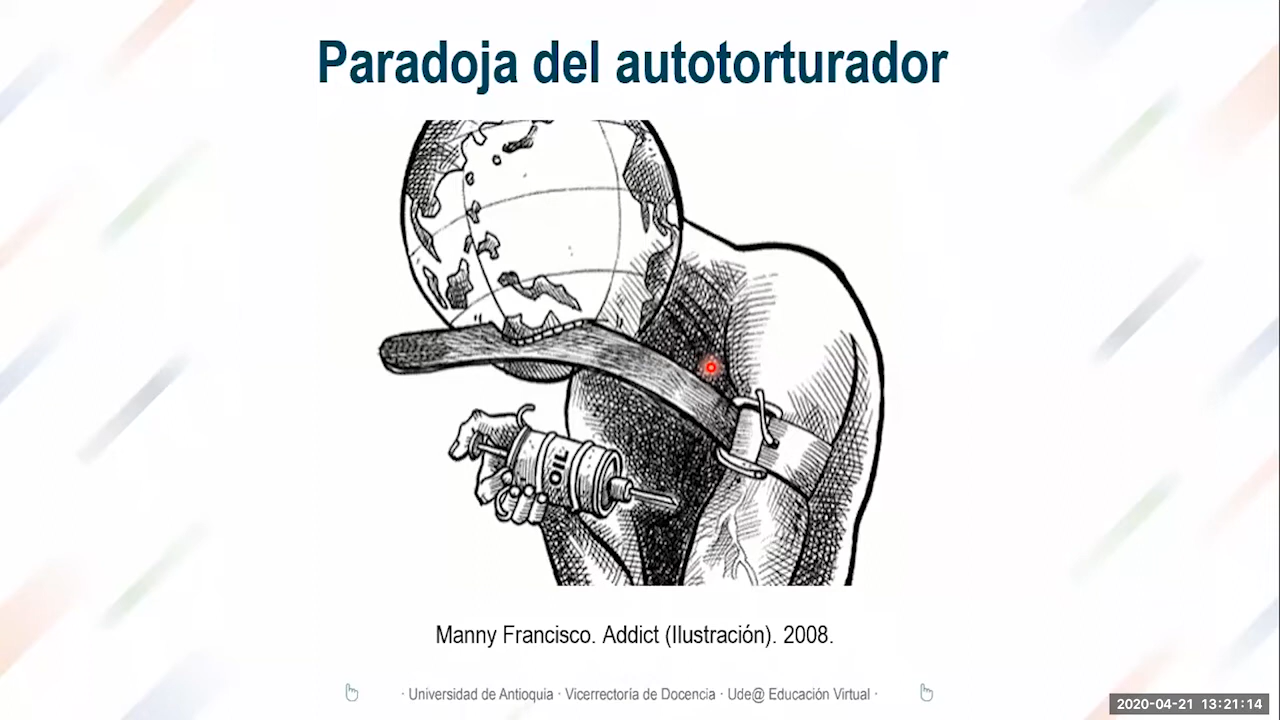 Paradoja del autotorturador
OIL
Manny Francisco. Addict (Ilustración). 2008.
· Universidad de Antioquia · Vicerrectoría de Docencia · Ude@ Educación Virtual ·
2020-04-21 13:21:14